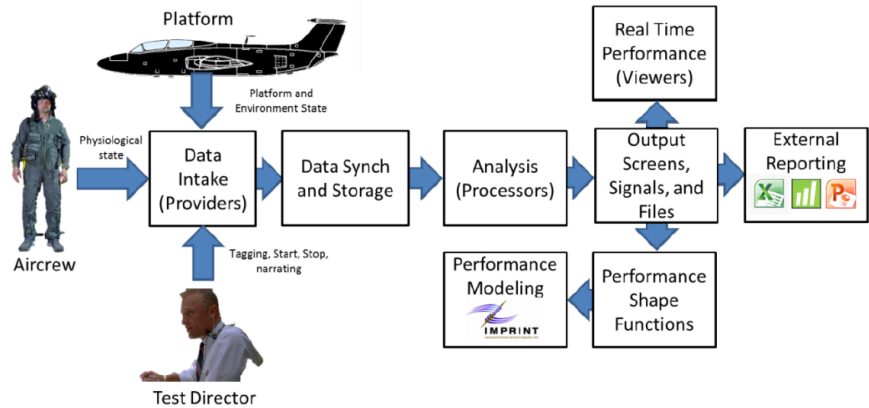 Platform
Platform and
Environment State
Physiological
state
Aircrew
Data
Intake
(Providers)
Tagging, Start, Stop,
narrating
Test Director
Data Synch
and Storage
Analysis
(Processors)
Real Time
Performance
(Viewers)
Output
Screens,
Signals, and
Files
External
Reporting
Performance
Shape
Functions
Performance
Modeling
IMPRINT